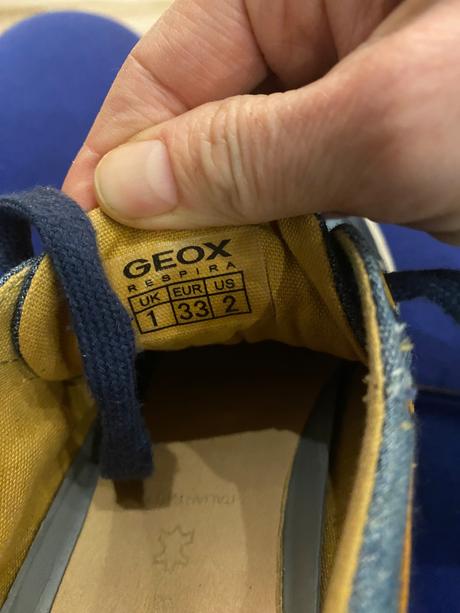 GEOX
RESPIRA
UK EUR US
1 33 2